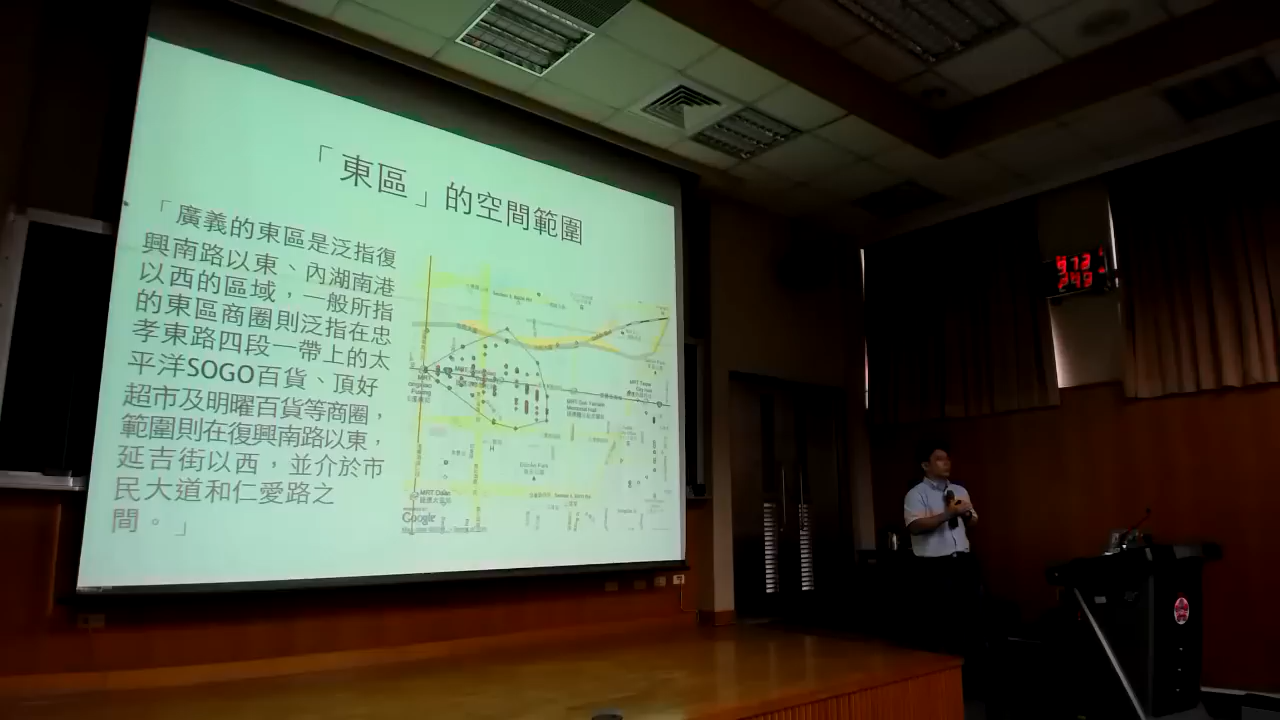 「東區」的空間範圍
「廣義的東區是泛指復
興南路以東、內湖南港
以西的區域，一般所指
的東區商圈則泛指在忠
孝東路四段一帶上的太
平洋SOGO百貨、頂好
超市及明曜百貨等商圈，
範圍則在復興南路以東，
延吉街以西，並介於市
民大道和仁愛路之
間。」
MRT Daan
Google